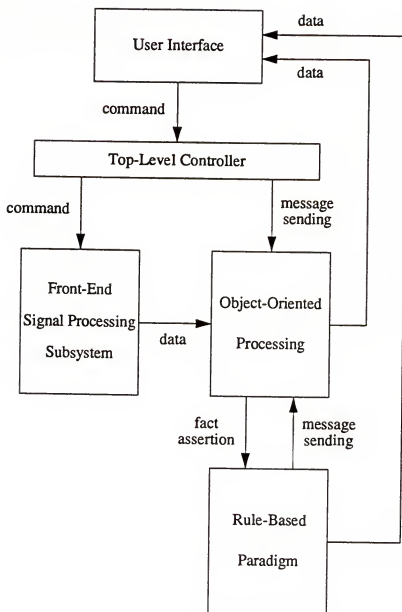 data
User Interface
data
command
Top-Level Controller
command
message
sending
Front-End
Signal Processing
Subsystem
Object-Oriented
Processing
data
fact
assertion
message
sending
Rule-Based
Paradigm